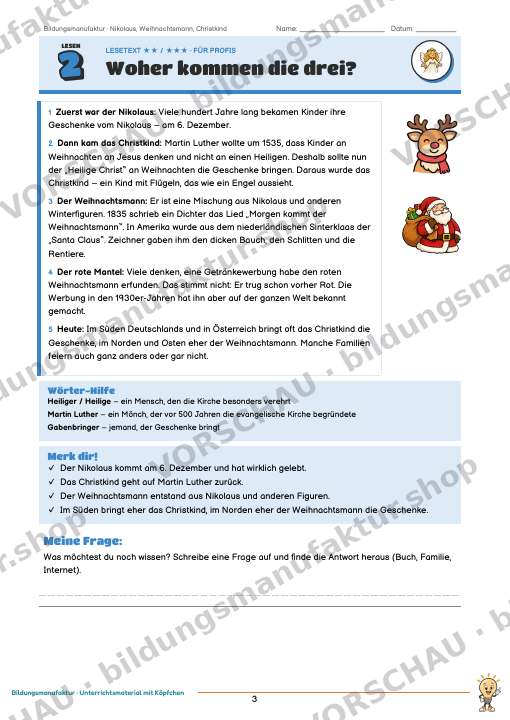 Bildungsmanufaktur · Nikolaus, Weihnachtsmann, Christkind Name: Datum:
LESEN
2
LESETEXT ★★ / ★★★ · FÜR PROFIS
Woher kommen die drei?
1 Zuerst war der Nikolaus: Viele hundert Jahre lang bekamen Kinder ihre
Geschenke vom Nikolaus – am 6. Dezember.
2 Dann kam das Christkind: Martin Luther wollte um 1535, dass Kinder an
Weihnachten an Jesus denken und nicht an einen Heiligen. Deshalb sollte nun
der „Heilige Christ“ an Weihnachten die Geschenke bringen. Daraus wurde das
Christkind – ein Kind mit Flügeln, das wie ein Engel aussieht.
3 Der Weihnachtsmann: Er ist eine Mischung aus Nikolaus und anderen
Winterfiguren. 1835 schrieb ein Dichter das Lied „Morgen kommt der
Weihnachtsmann“. In Amerika wurde aus dem niederländischen Sinterklaas der
„Santa Claus“. Zeichner gaben ihm den dicken Bauch, den Schlitten und die
Rentiere.
4 Der rote Mantel: Viele denken, eine Getränkewerbung habe den roten
Weihnachtsmann erfunden. Das stimmt nicht: Er trug schon vorher Rot. Die
Werbung in den 1930er-Jahren hat ihn aber auf der ganzen Welt bekannt
gemacht.
5 Heute: Im Süden Deutschlands und in Österreich bringt oft das Christkind die
Geschenke, im Norden und Osten eher der Weihnachtsmann. Manche Familien
feiern auch ganz anders oder gar nicht.
Wörter-Hilfe
Heiliger / Heilige – ein Mensch, den die Kirche besonders verehrt
Martin Luther – ein Mönch, der vor 500 Jahren die evangelische Kirche begründete
Gabenbringer – jemand, der Geschenke bringt
Merk dir!
✓ Der Nikolaus kommt am 6. Dezember und hat wirklich gelebt.
✓ Das Christkind geht auf Martin Luther zurück.
✓ Der Weihnachtsmann entstand aus Nikolaus und anderen Figuren.
✓ Im Süden bringt eher das Christkind, im Norden eher der Weihnachtsmann die Geschenke.
Meine Frage:
Was möchtest du noch wissen? Schreibe eine Frage auf und finde die Antwort heraus (Buch, Familie,
Internet).
Bildungsmanufaktur · Unterrichtsmaterial mit Köpfchen
3
VORSCHAU · bildungsmanufaktur.shop